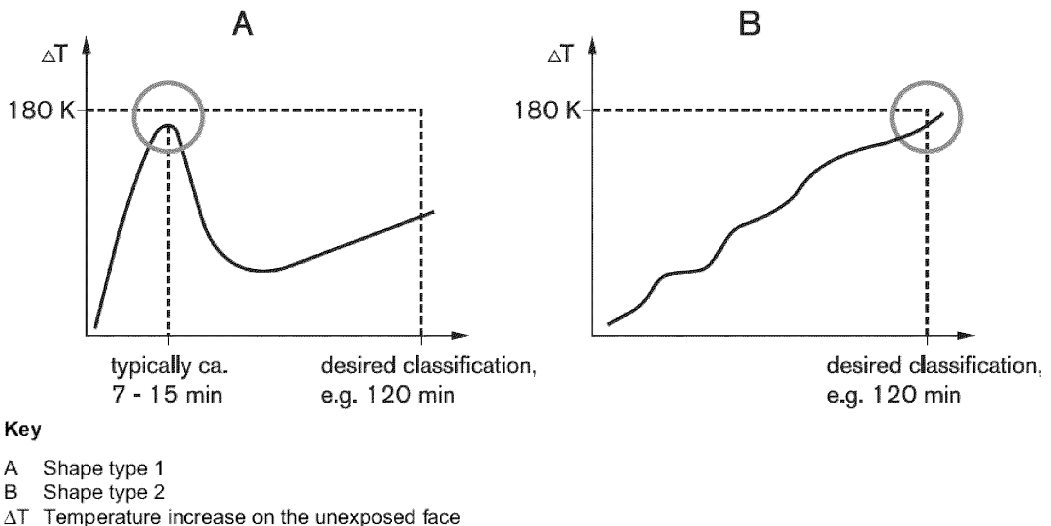 A
ΔT
180 K
typically ca.
7 - 15 min
desired classification,
e.g. 120 min
B
ΔT
180 K
desired classification,
e.g. 120 min
Key
A Shape type 1
B Shape type 2
ΔT Temperature increase on the unexposed face